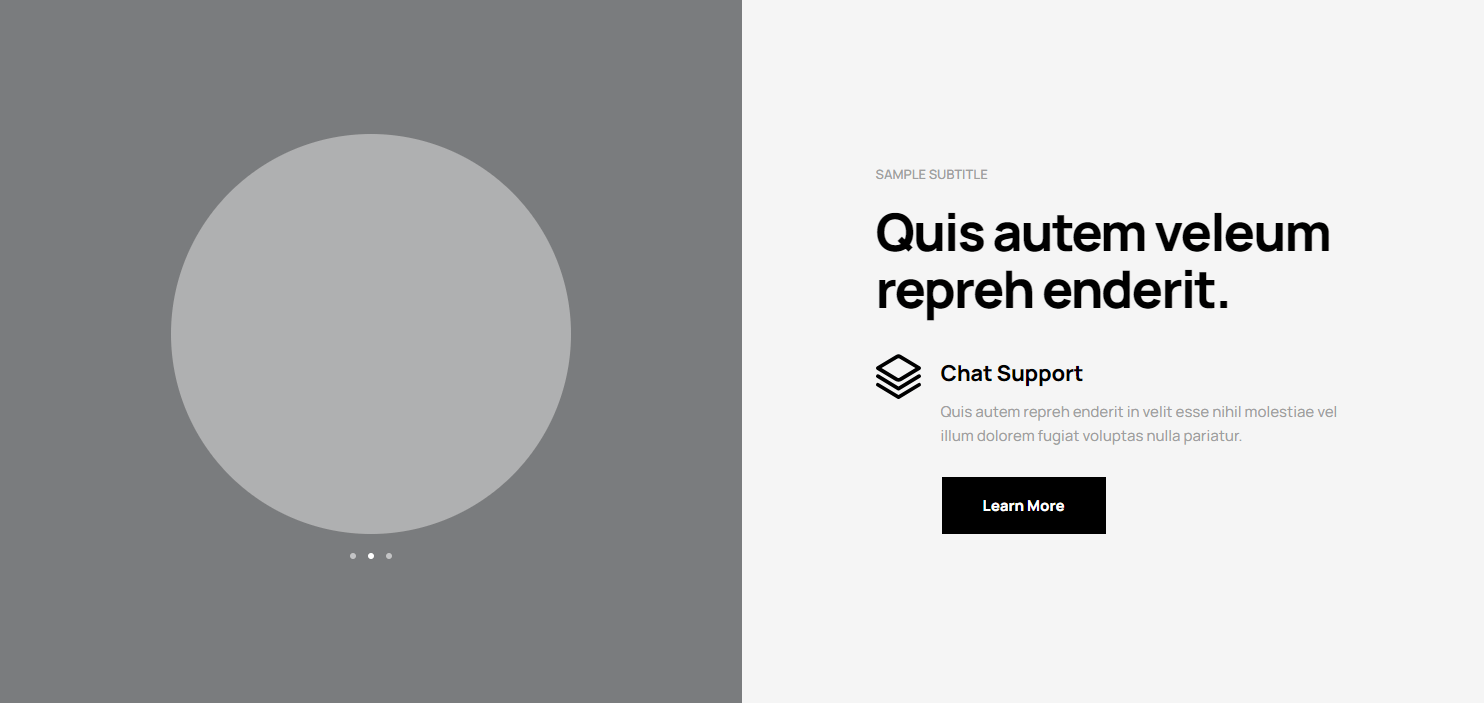 SAMPLE SUBTITLE
Quis autem veleum
repreh enderit.
Chat Support
Quis autem repreh enderit in velit esse nihil molestiae vel
illum dolorem fugiat voluptas nulla pariatur.
Learn More